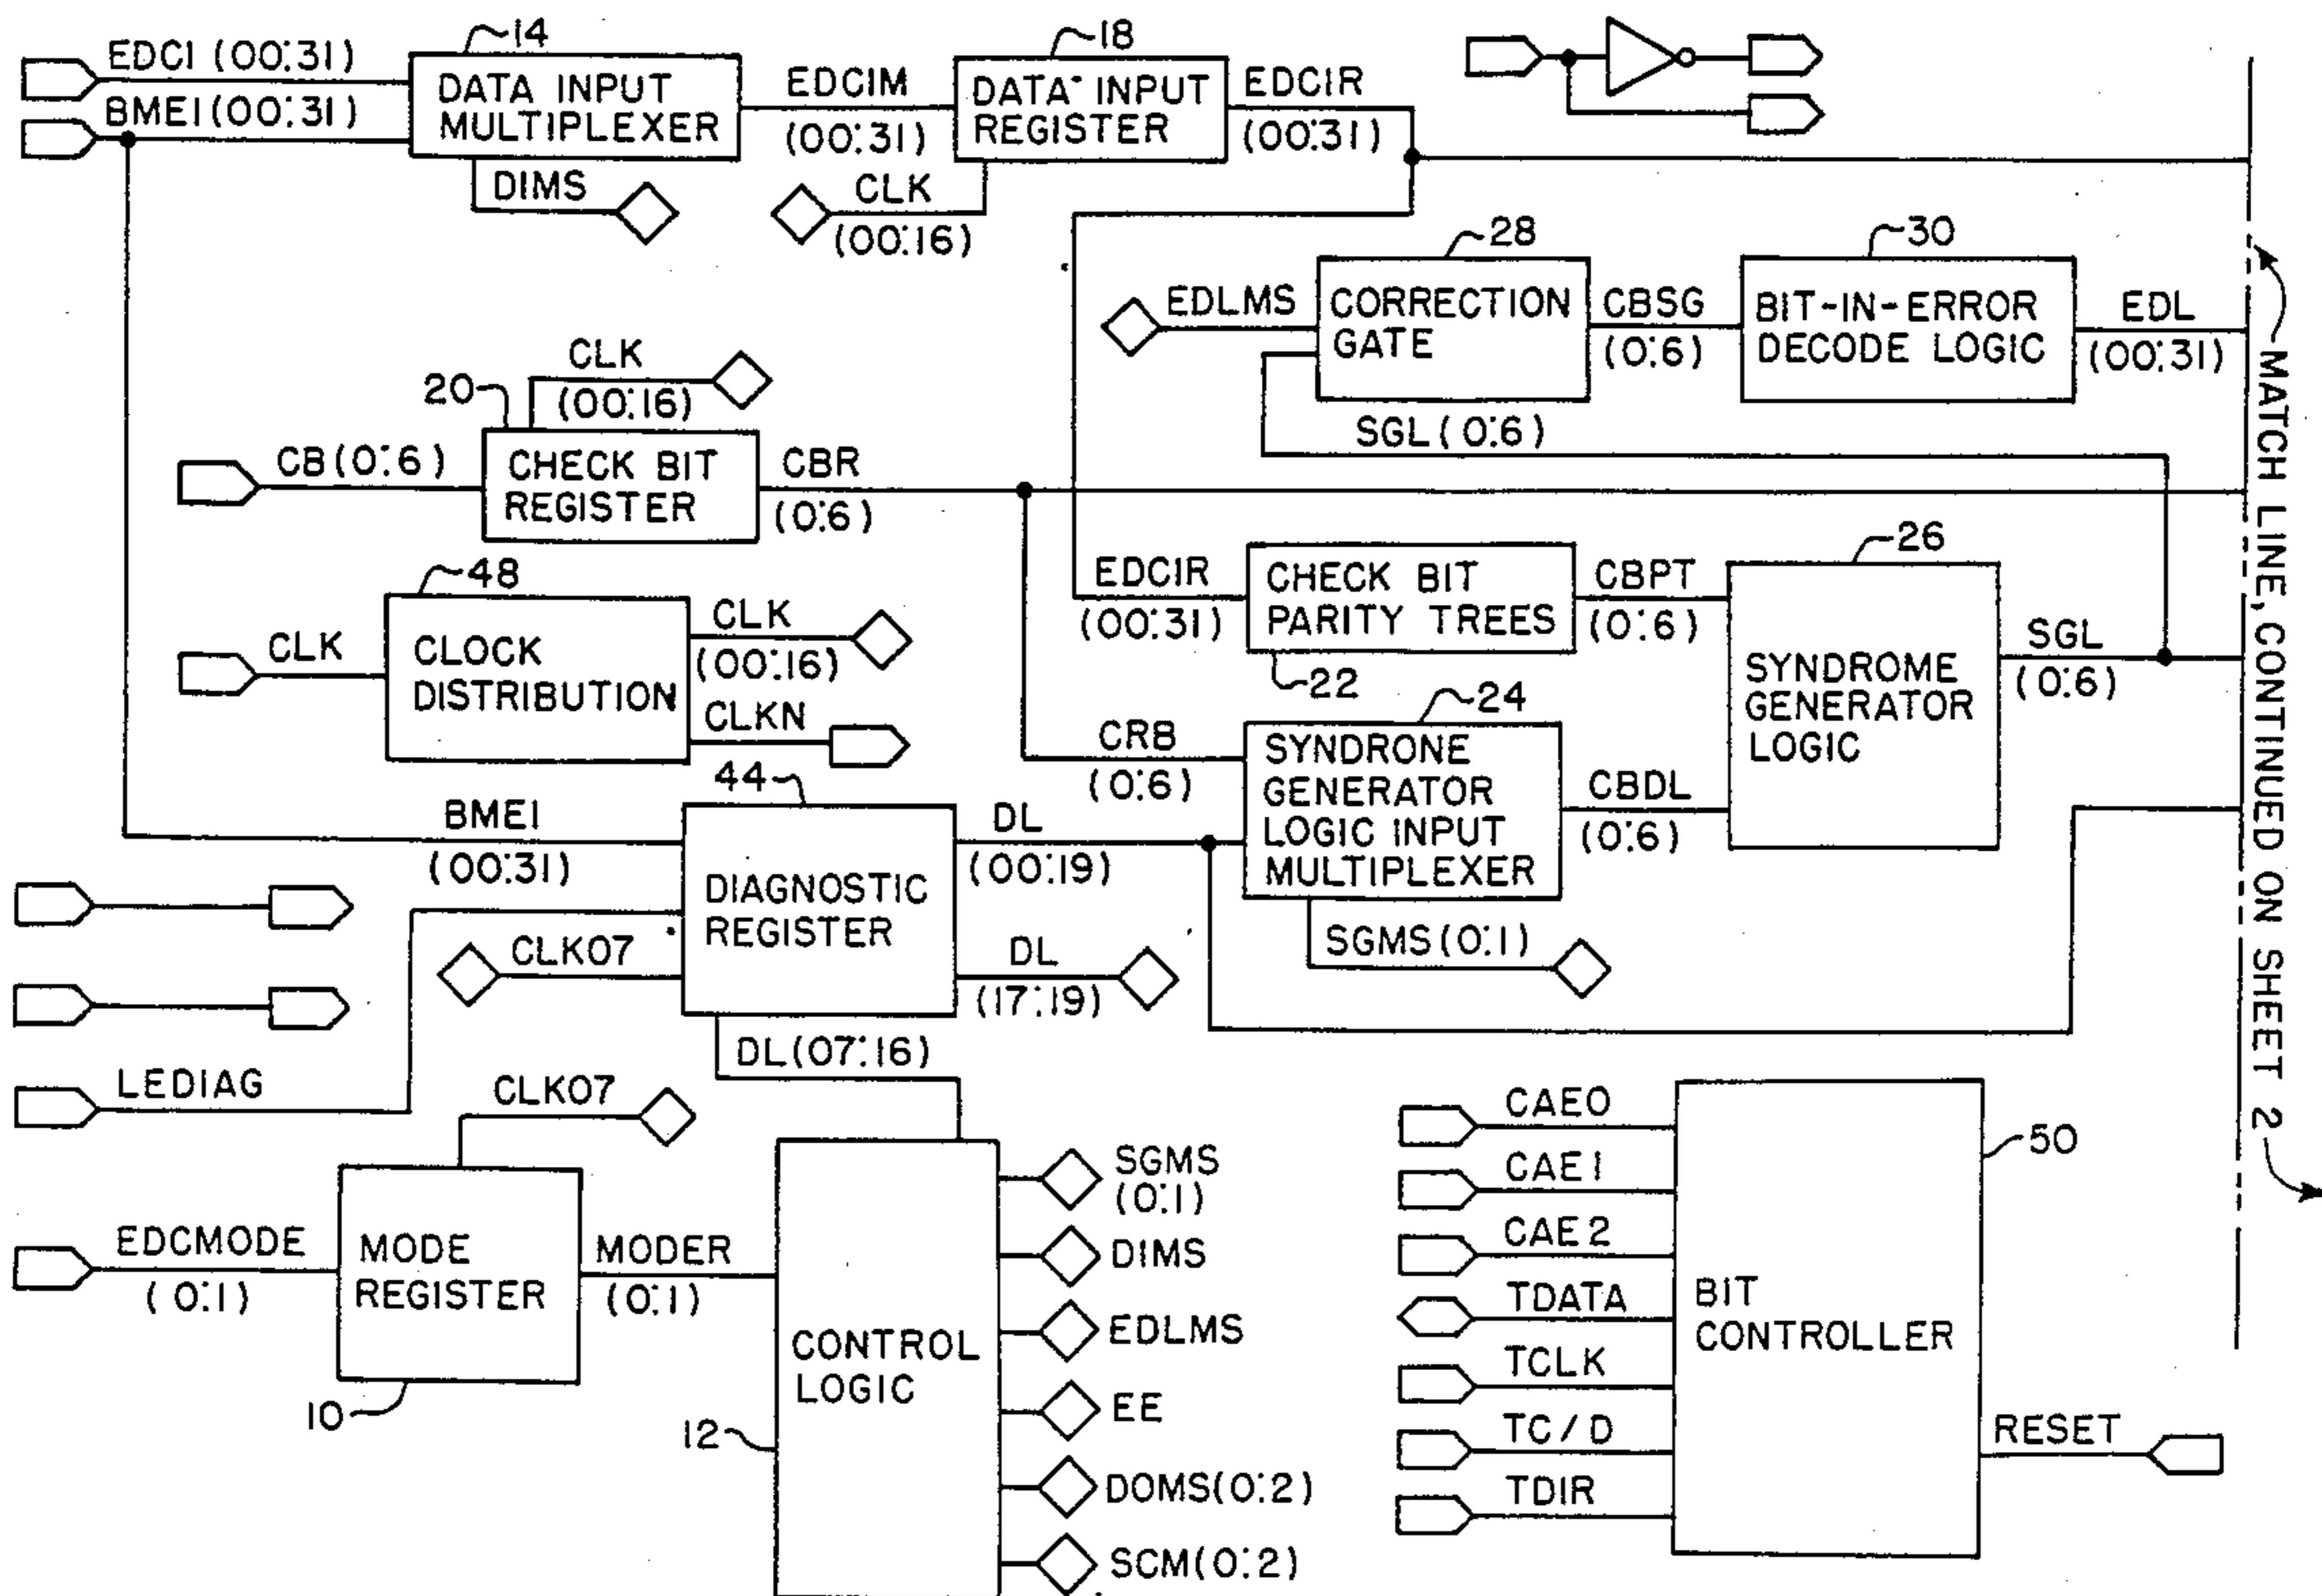 EDCI (00:31)
BMEI (00:31)
14
DATA INPUT
MULTIPLEXER
DIMS
EDCIM
(00:31)
18
DATA INPUT
REGISTER
CLK
(00:16)
EDCIR
(00:31)
28
EDLMS
CORRECTION
GATE
CBSG
(0:6)
30
BIT-IN-ERROR
DECODE LOGIC
EDL
(00:31)
SGL (0:6)
CLK
(00:16)
20
CB (0:6)
CHECK BIT
REGISTER
CBR
(0:6)
48
CLK
CLOCK
DISTRIBUTION
CLK
(00:16)
CLKN
EDCIR
(00:31)
CHECK BIT
PARITY TREES
22
CBPT
(0:6)
26
SYNDROME
GENERATOR
LOGIC
SGL
(0:6)
24
CRB
(0:6)
SYNDRONE
GENERATOR
LOGIC INPUT
MULTIPLEXER
CBDL
(0:6)
SGMS (0:1)
44
BMEI
(00:31)
DIAGNOSTIC
REGISTER
CLK07
DL
(00:19)
DL
(17:19)
DL (07:16)
LEDIAG
CLK07
EDCMODE
(0:1)
MODE
REGISTER
10
MODER
(0:1)
CONTROL
LOGIC
12
SGMS
(0:1)
DIMS
EDLMS
EE
DOMS (0:2)
SCM (0:2)
CAE0
CAE1
CAE2
TDATA
TCLK
TC/D
TDIR
BIT
CONTROLLER
50
RESET
MATCH LINE, CONTINUED ON SHEET 2